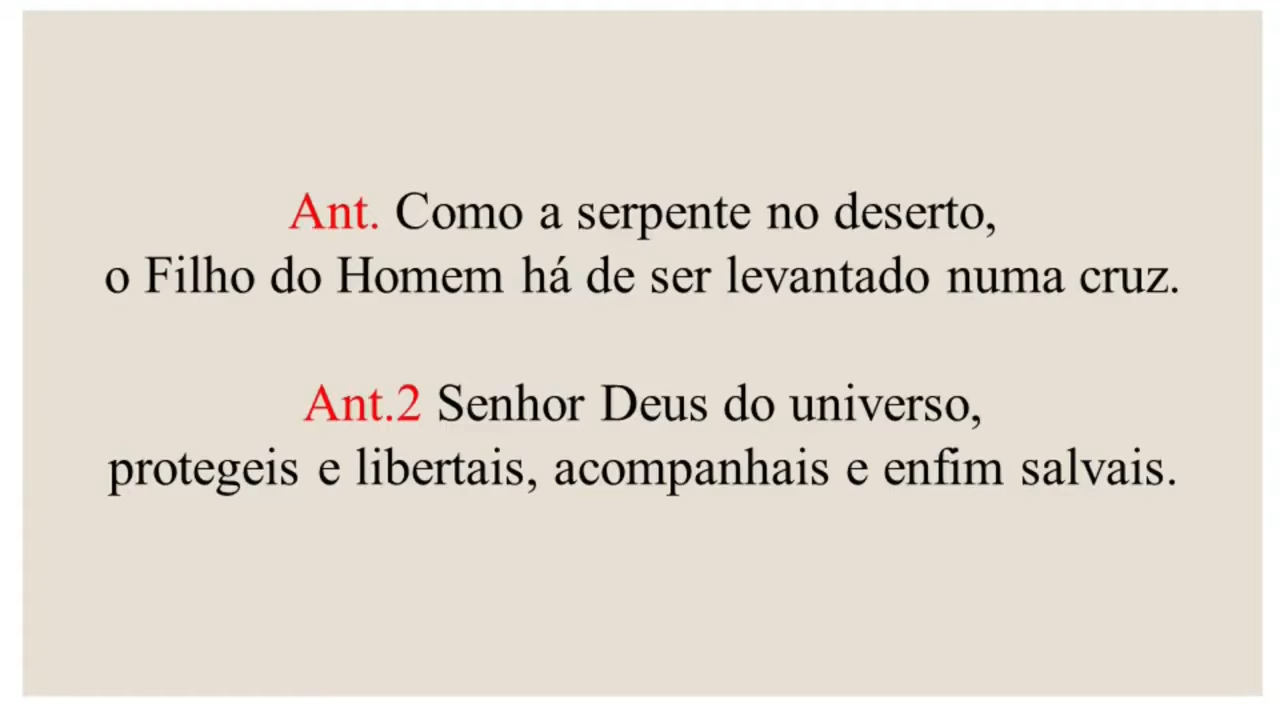 Ant. Como a serpente no deserto,
o Filho do Homem há de ser levantado numa cruz.
Ant.2 Senhor Deus do universo,
protegeis e libertais, acompanhais e enfim salvais.